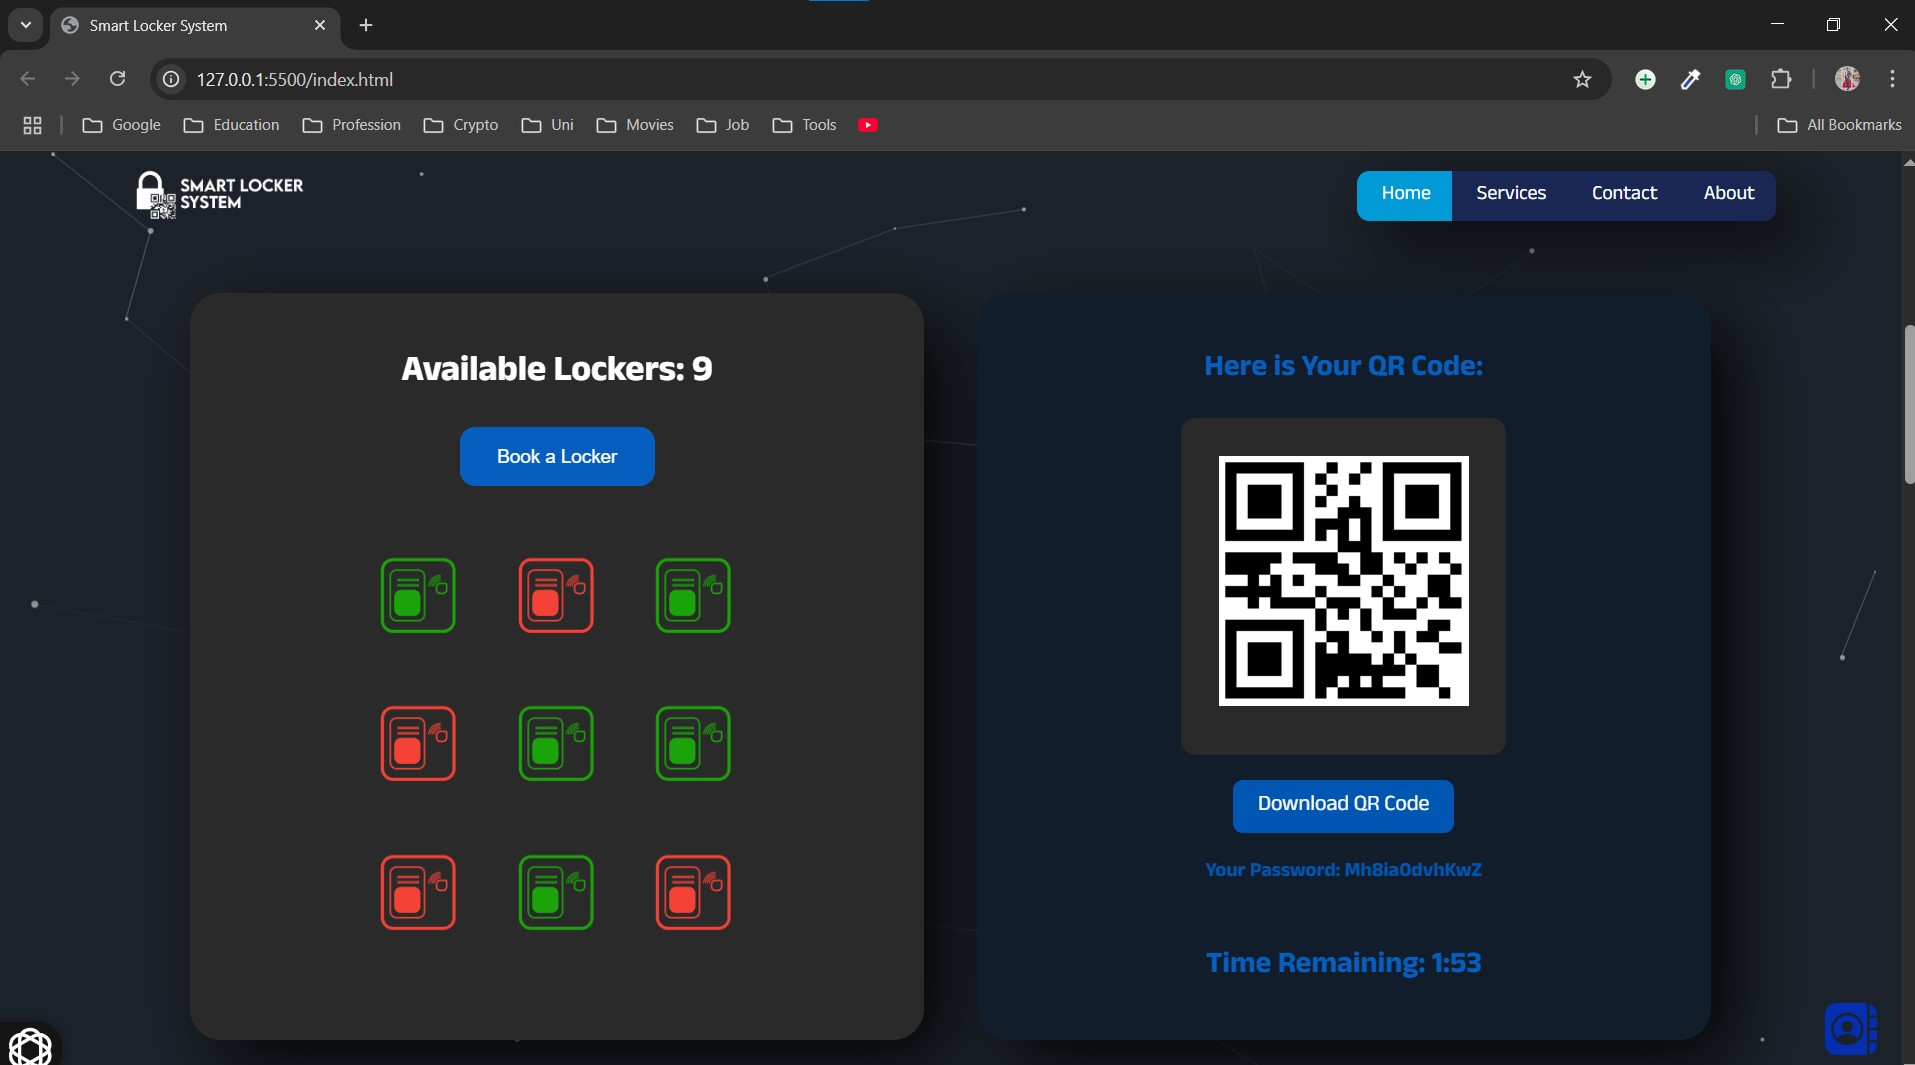 Smart Locker System
127.0.0.1:5500/index.html
Google
Education
Profession
Crypto
Uni
Movies
Job
Tools
All Bookmarks
SMART LOCKER
SYSTEM
Home
Services
Contact
About
Available Lockers: 9
Book a Locker
Here is Your QR Code:
Download QR Code
Your Password: Mh8ia0dvhKwZ
Time Remaining: 1:53